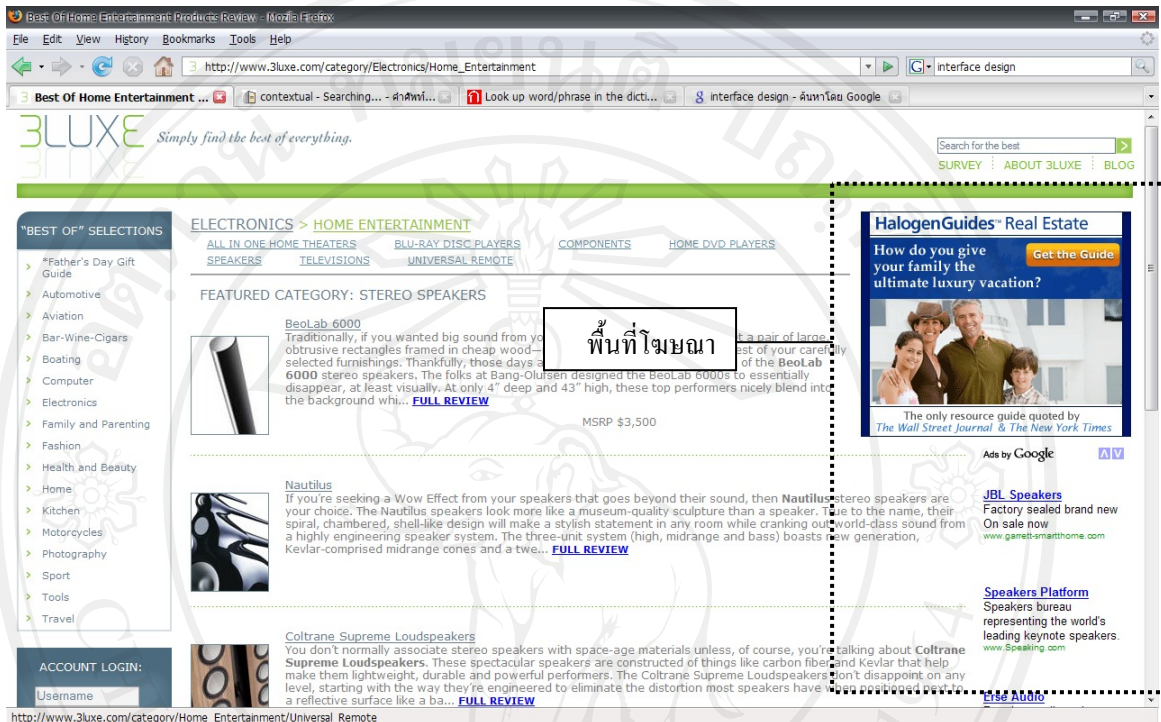 Best Of Home Entertainment Products Review - Mozilla Firefox
File Edit View History Bookmarks Tools Help
http://www.3luxe.com/category/Electronics/Home_Entertainment
interface design
Best Of Home Entertainment ...
contextual - Searching... - คำศัพท์...
Look up word/phrase in the dicti...
interface design - ค้นหาโดย Google
3LUXE Simply find the best of everything.
Search for the best
SURVEY ABOUT 3LUXE BLOG
"BEST OF" SELECTIONS
*Father's Day Gift
Guide
Automotive
Aviation
Bar-Wine-Cigars
Boating
Computer
Electronics
Family and Parenting
Fashion
Health and Beauty
Home
Kitchen
Motorcycles
Photography
Sport
Tools
Travel
ACCOUNT LOGIN:
Username
ELECTRONICS > HOME ENTERTAINMENT
ALL IN ONE HOME THEATERS BLU-RAY DISC PLAYERS COMPONENTS HOME DVD PLAYERS
SPEAKERS TELEVISIONS UNIVERSAL REMOTE
FEATURED CATEGORY: STEREO SPEAKERS
BeoLab 6000
Traditionally, if you wanted big sound from yo t a pair of large,
obtrusive rectangles framed in cheap wood— est of your carefully
selected furnishings. Thankfully, those days a of the BeoLab
6000 stereo speakers. The folks at Bang-Olufsen designed the BeoLab 6000s to essentially
disappear, at least visually. At only 4" deep and 43" high, these top performers nicely blend into
the background whi... FULL REVIEW
MSRP $3,500
พื้นที่โฆษณา
Nautilus
If you're seeking a Wow Effect from your speakers that goes beyond their sound, then Nautilus stereo speakers are
your choice. The Nautilus speakers look more like a museum-quality sculpture than a speaker. True to the name, their
spiral, chambered, shell-like design will make a stylish statement in any room while cranking out world-class sound from
a highly engineering speaker system. The three-unit system (high, midrange and bass) boasts new generation,
Kevlar-comprised midrange cones and a twe... FULL REVIEW
Coltrane Supreme Loudspeakers
You don't normally associate stereo speakers with space-age materials unless, of course, you're talking about Coltrane
Supreme Loudspeakers. These spectacular speakers are constructed of things like carbon fiber and Kevlar that help
make them lightweight, durable and powerful performers. The Coltrane Supreme Loudspeakers don't disappoint on any
level, starting with the way they're engineered to eliminate the distortion most speakers have when positioned next to
a reflective surface like a ba... FULL REVIEW
HalogenGuides™ Real Estate
How do you give
your family the
ultimate luxury vacation?
Get the Guide
The only resource guide quoted by
The Wall Street Journal & The New York Times
Ads by Google
JBL Speakers
Factory sealed brand new
On sale now
www.garrett-smarthome.com
Speakers Platform
Speakers bureau
representing the world's
leading keynote speakers.
www.Speaking.com
Erse Audio
http://www.3luxe.com/category/Home_Entertainment/Universal_Remote